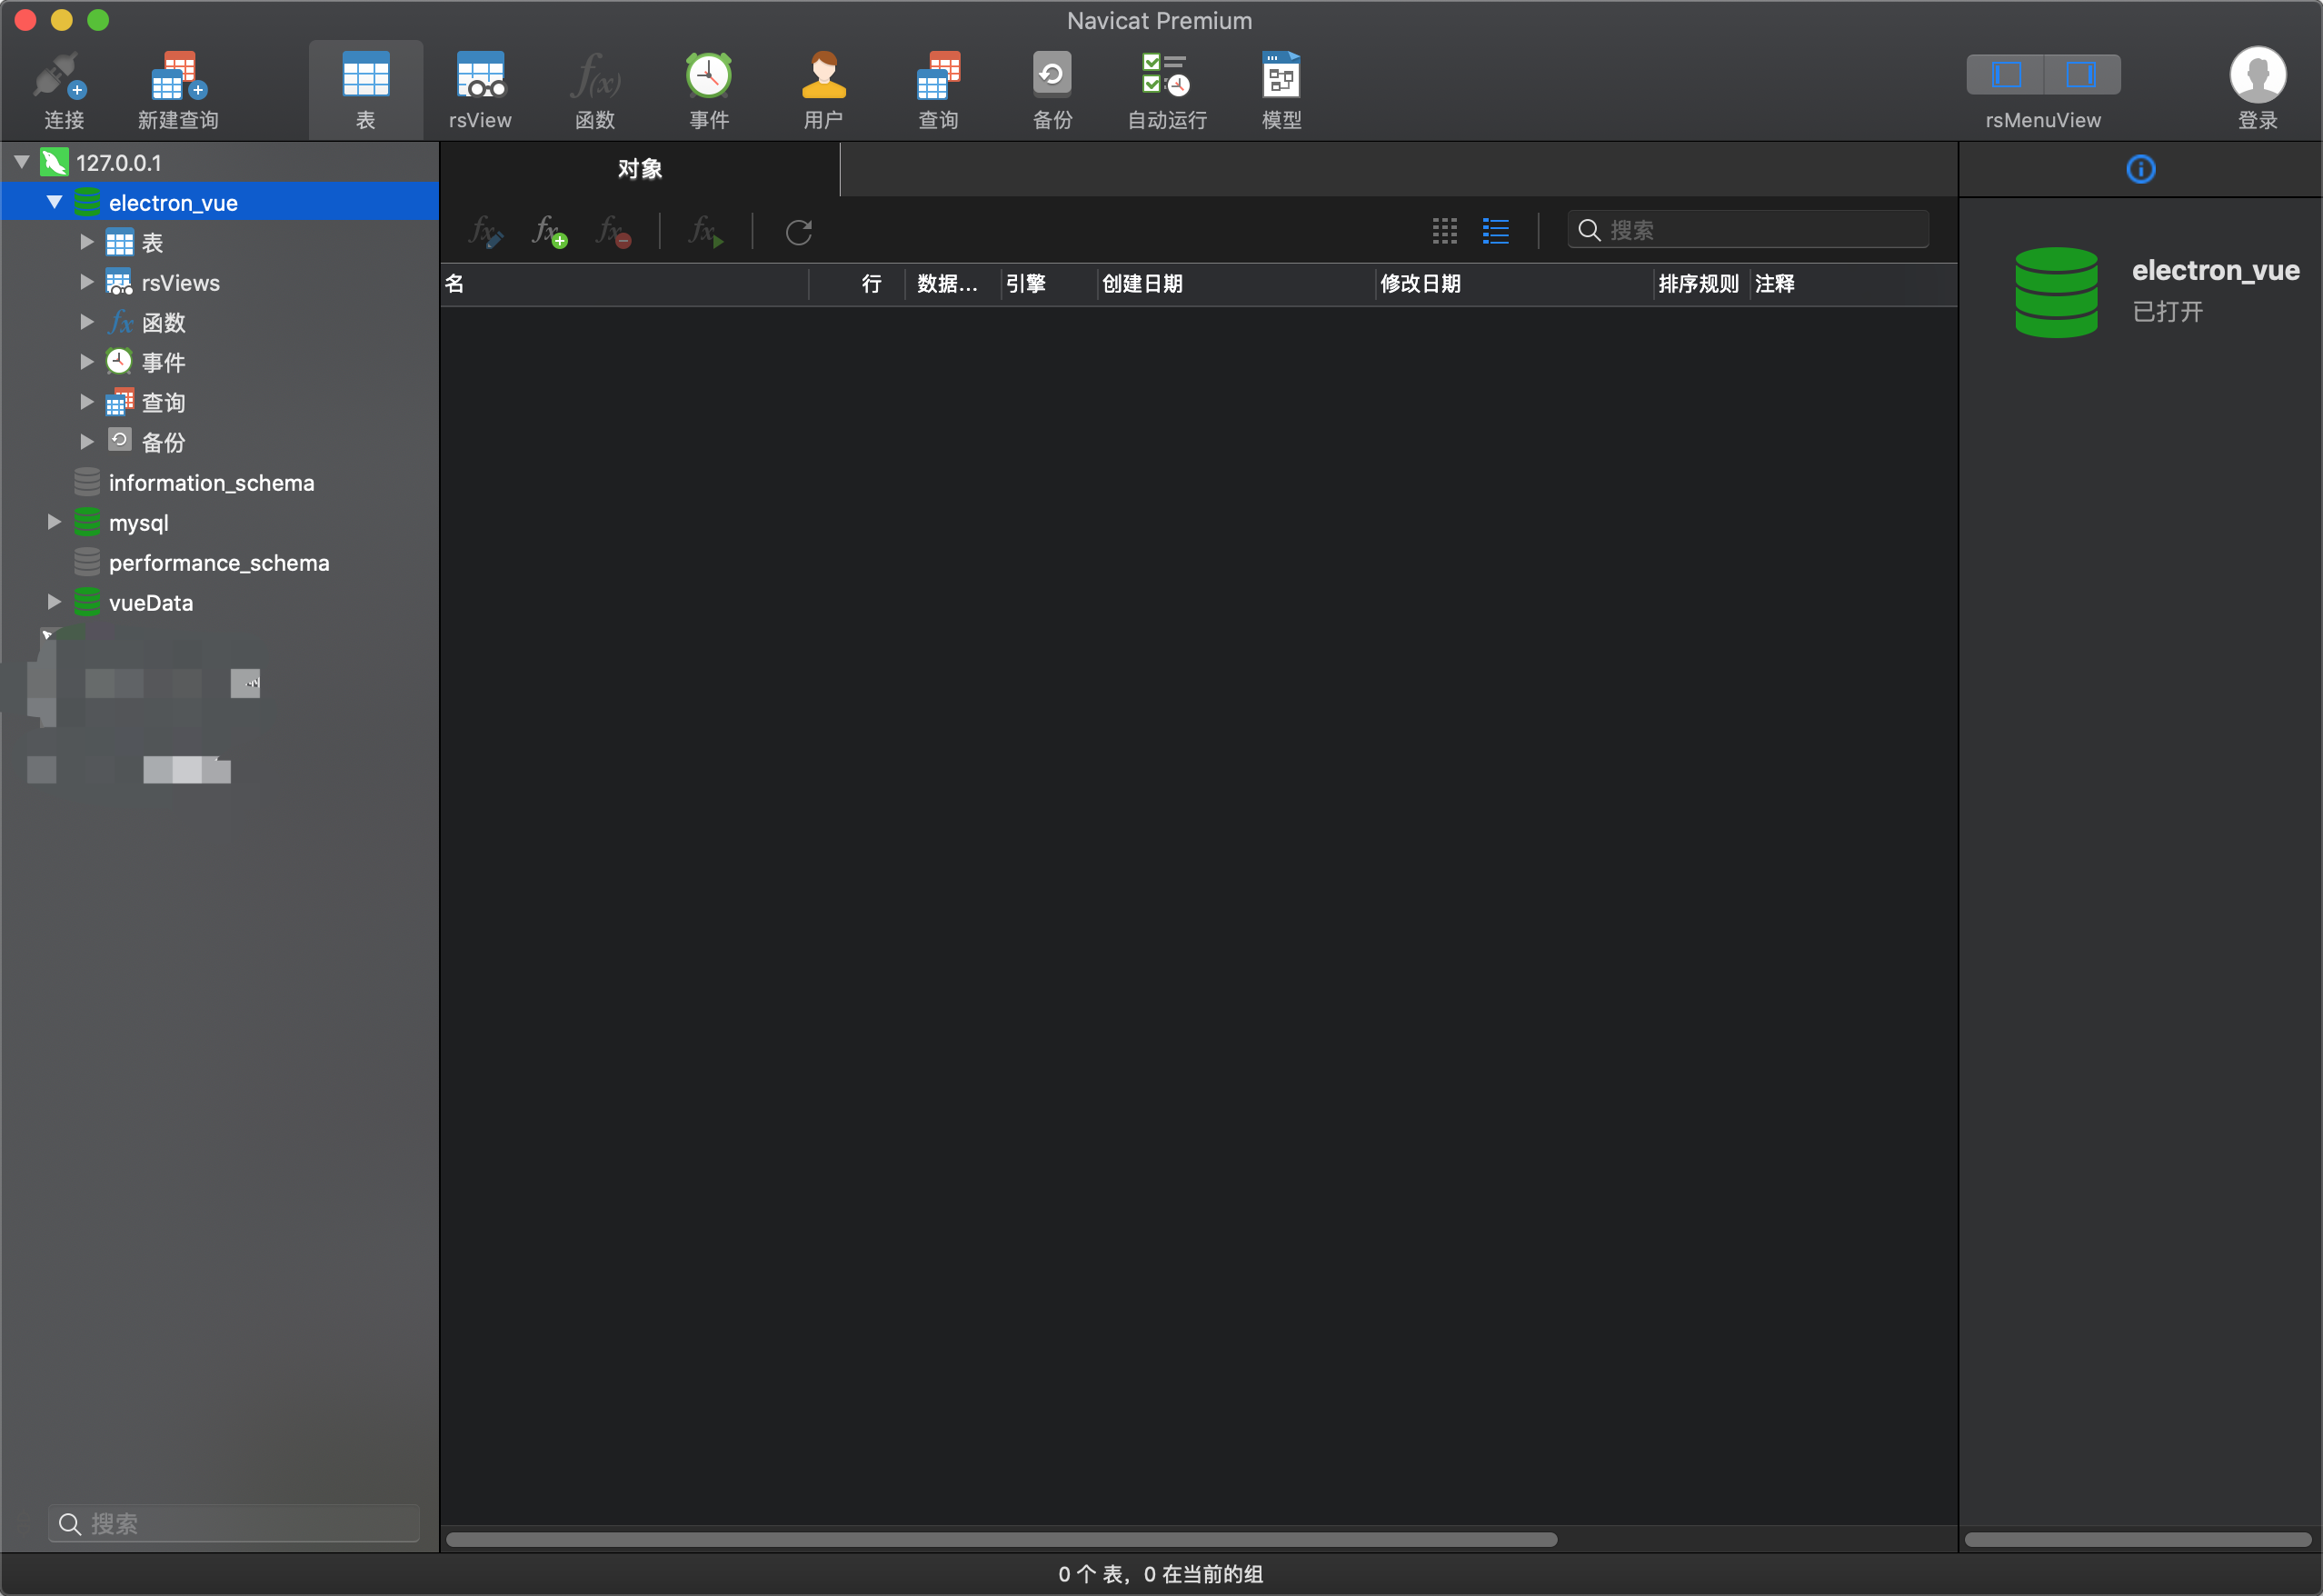 Navicat Premium
连接
新建查询
表
rsView
函数
事件
用户
查询
备份
自动运行
模型
rsMenuView
登录
127.0.0.1
electron_vue
表
rsViews
函数
事件
查询
备份
information_schema
mysql
performance_schema
vueData
搜索
对象
搜索
名 行 数据... 引擎 创建日期 修改日期 排序规则 注释
electron_vue
已打开
0 个 表，0 在当前的组